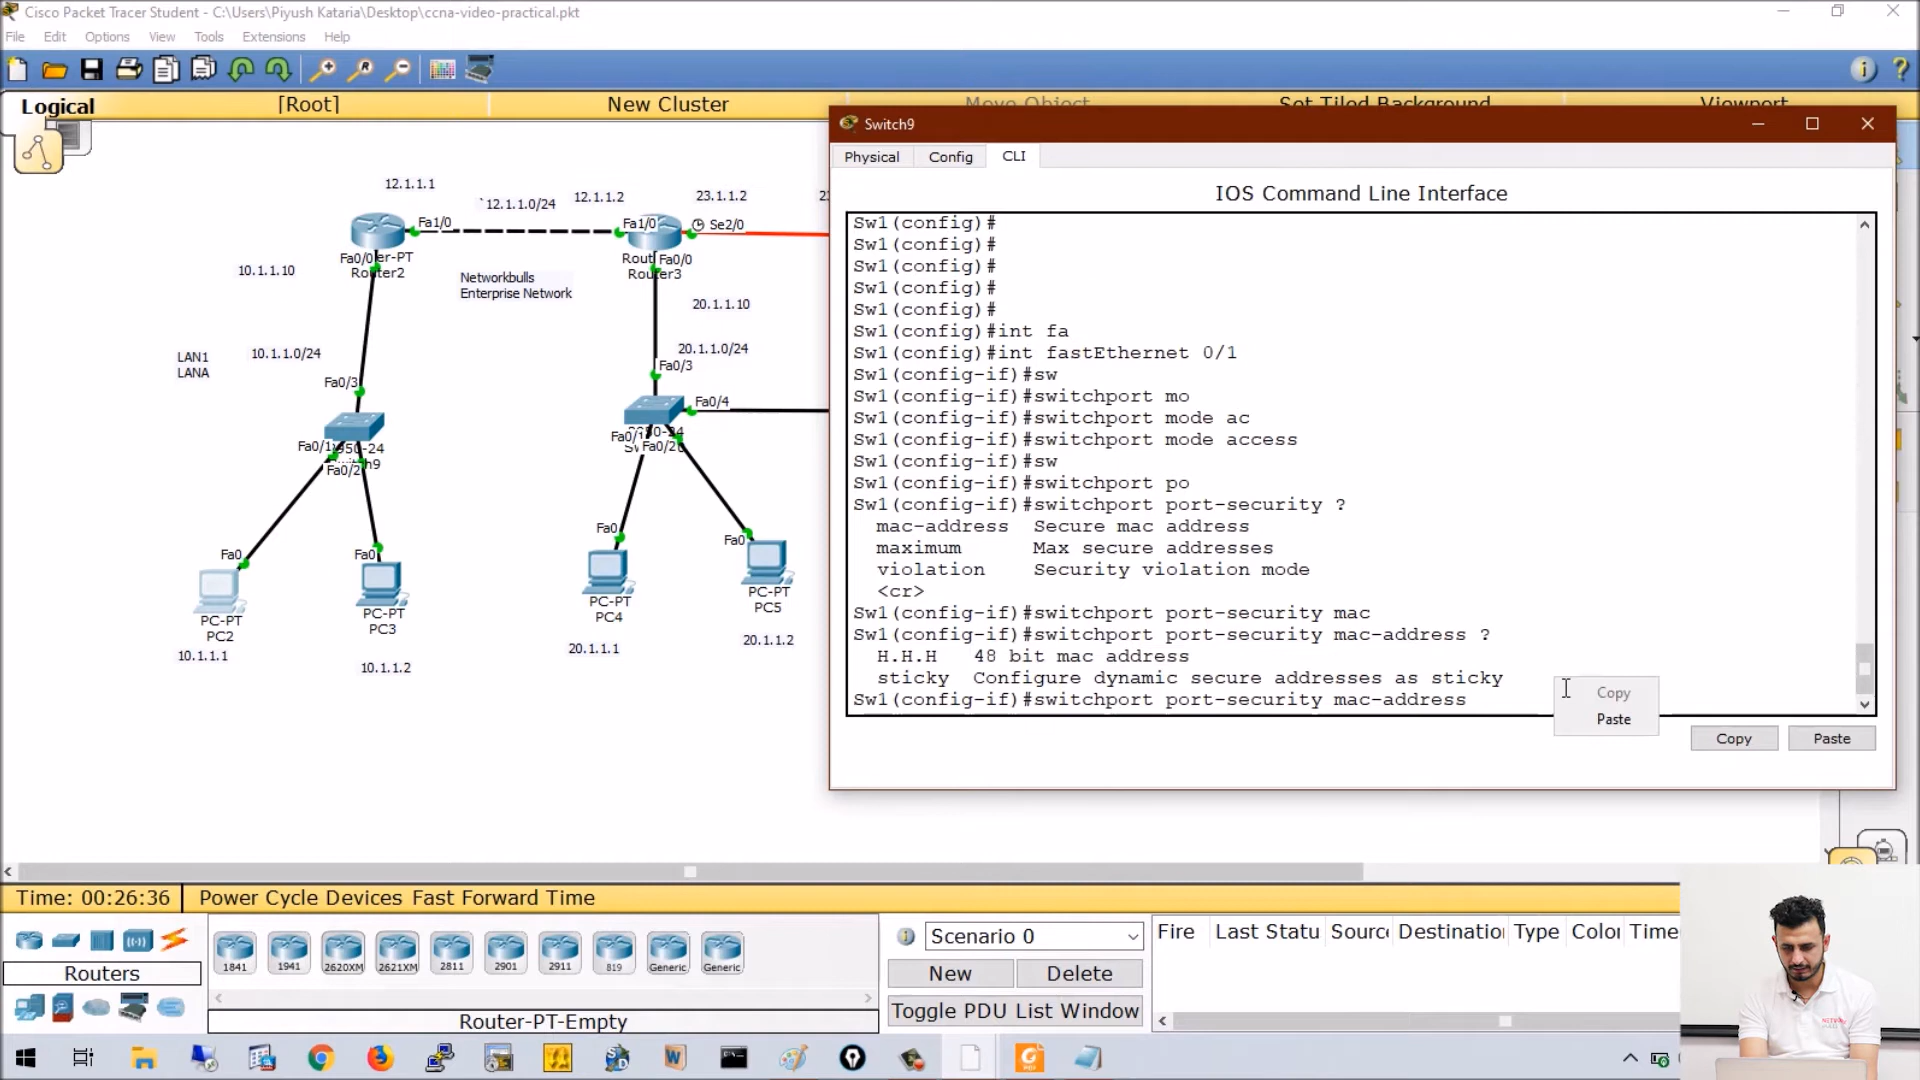 Cisco Packet Tracer Student - C:\Users\Piyush Kataria\Desktop\ccna-video-practical.pkt
File Edit Options View Tools Extensions Help
Logical [Root] New Cluster Move Object Set Tiled Background Viewport
Switch9
Physical Config CLI
IOS Command Line Interface
Sw1(config)#
Sw1(config)#
Sw1(config)#
Sw1(config)#
Sw1(config)#
Sw1(config)#int fa
Sw1(config)#int fastEthernet 0/1
Sw1(config-if)#sw
Sw1(config-if)#switchport mo
Sw1(config-if)#switchport mode ac
Sw1(config-if)#switchport mode access
Sw1(config-if)#sw
Sw1(config-if)#switchport po
Sw1(config-if)#switchport port-security ?
mac-address Secure mac address
maximum Max secure addresses
violation Security violation mode
<cr>
Sw1(config-if)#switchport port-security mac
Sw1(config-if)#switchport port-security mac-address ?
H.H.H 48 bit mac address
sticky Configure dynamic secure addresses as sticky
Sw1(config-if)#switchport port-security mac-address
Copy
Paste
Copy Paste
12.1.1.1
`12.1.1.0/24
12.1.1.2
23.1.1.2
Fa1/0
Fa1/0
Se2/0
Fa0/0 er-PT
Router2
Rout Fa0/0
Router3
10.1.1.10
Networkbulls
Enterprise Network
20.1.1.10
LAN1
LANA
10.1.1.0/24
20.1.1.0/24
Fa0/3
Fa0/3
Fa0/4
Fa0/1 950-24
Fa0/2
Fa0/2
Fa0
Fa0
Fa0
Fa0
PC-PT
PC2
PC-PT
PC3
PC-PT
PC4
PC-PT
PC5
10.1.1.1
10.1.1.2
20.1.1.1
20.1.1.2
Time: 00:26:36 Power Cycle Devices Fast Forward Time
Routers
1841 1941 2620XM 2621XM 2811 2901 2911 819 Generic Generic
Router-PT-Empty
Scenario 0
New Delete
Toggle PDU List Window
Fire Last Statu Source Destination Type Color Time